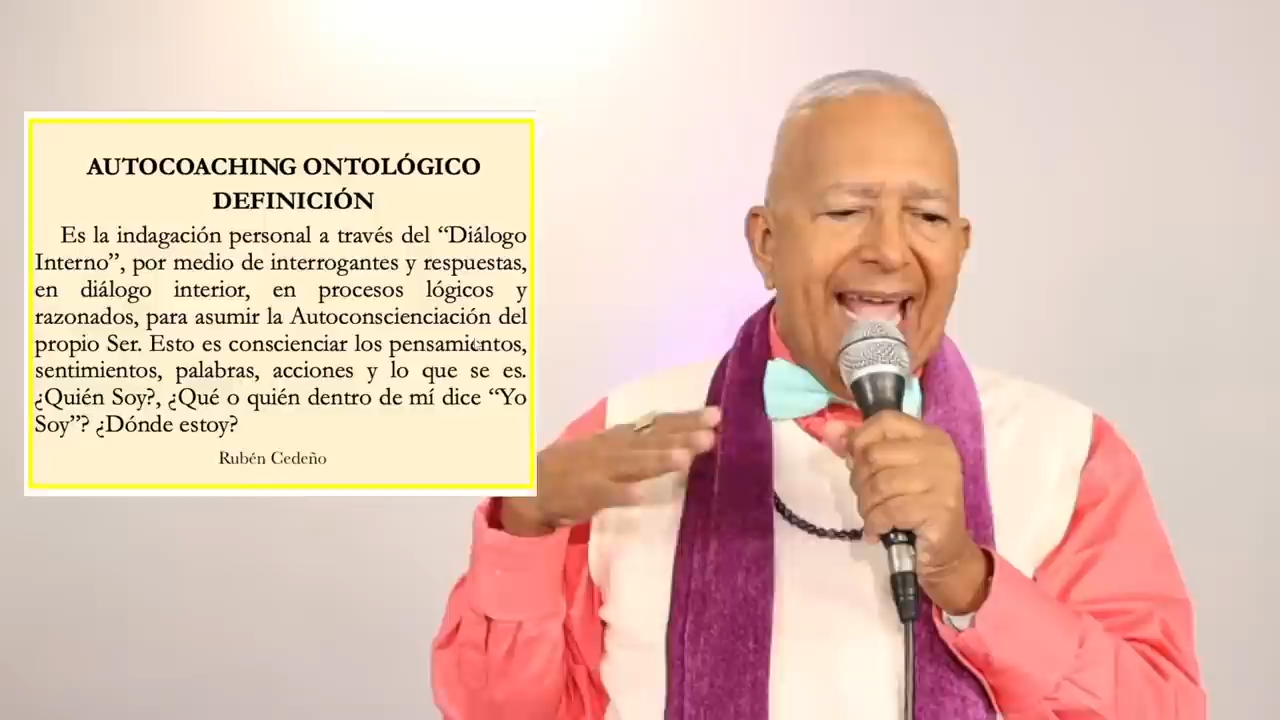 AUTOCOACHING ONTOLÓGICO
DEFINICIÓN
Es la indagación personal a través del “Diálogo
Interno”, por medio de interrogantes y respuestas,
en diálogo interior, en procesos lógicos y
razonados, para asumir la Autoconscienciación del
propio Ser. Esto es conscienciar los pensamientos,
sentimientos, palabras, acciones y lo que se es.
¿Quién Soy?, ¿Qué o quién dentro de mí dice “Yo
Soy”? ¿Dónde estoy?
Rubén Cedeño